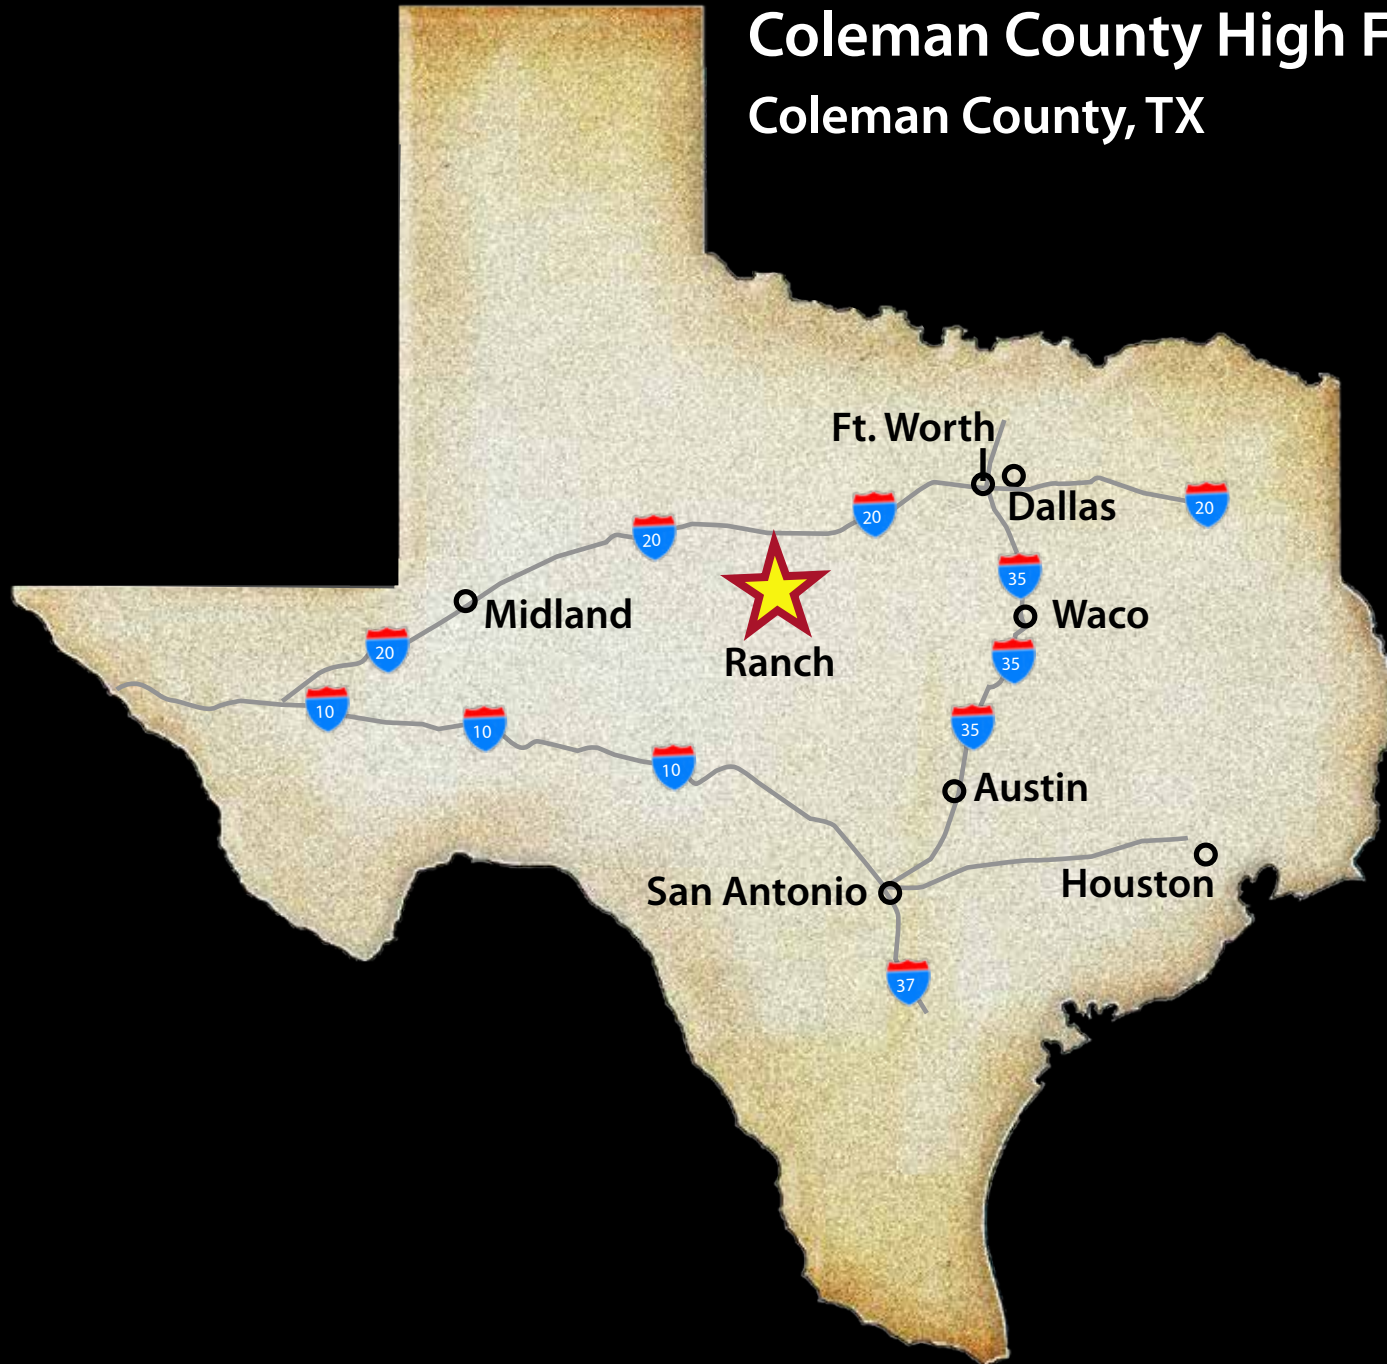 Coleman County High F
Coleman County, TX
Ft. Worth
Dallas
20
20
20
35
Midland
Waco
20
Ranch
35
10
10
35
10
Austin
San Antonio
Houston
37